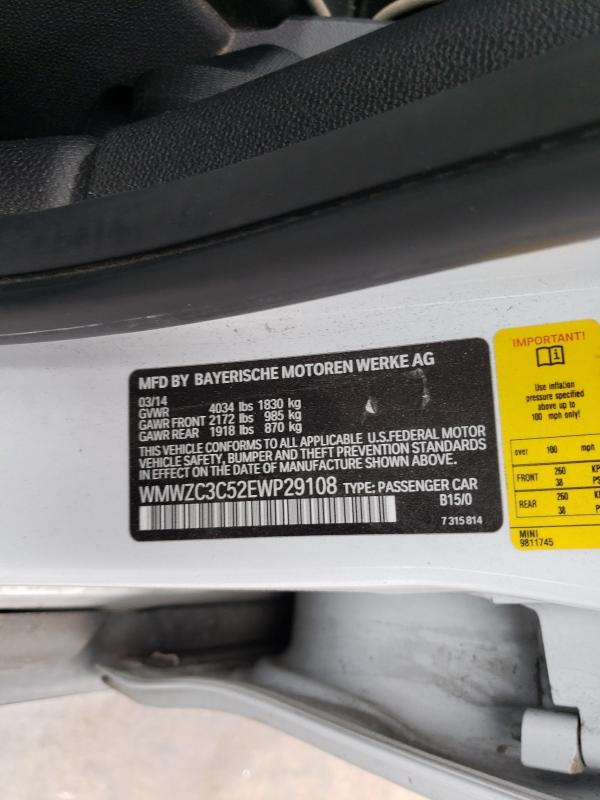 MFD BY BAYERISCHE MOTOREN WERKE AG
03/14
GVWR 4034 lbs 1830 kg
GAWR FRONT 2172 lbs 985 kg
GAWR REAR 1918 lbs 870 kg
THIS VEHICLE CONFORMS TO ALL APPLICABLE U.S.FEDERAL MOTOR
VEHICLE SAFETY, BUMPER AND THEFT PREVENTION STANDARDS
IN EFFECT ON THE DATE OF MANUFACTURE SHOWN ABOVE.
WMWZC3C52EWP29108 TYPE: PASSENGER CAR
B15/0
7 315 814
IMPORTANT!
Use inflation
pressure specified
above up to
100 mph only!
over 100 mph
FRONT 260 KP
38 PS
REAR 260
38
MINI
9811745